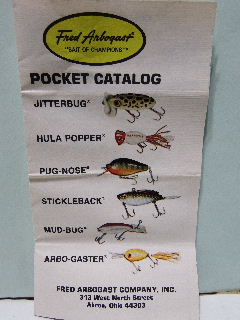 Fred Arbogast®
"BAIT OF CHAMPIONS"®
POCKET CATALOG
JITTERBUG®
HULA POPPER®
PUG-NOSE®
STICKLEBACK®
MUD-BUG®
ARBO-GASTER®
FRED ARBOGAST COMPANY, INC.
313 West North Street
Akron, Ohio 44303